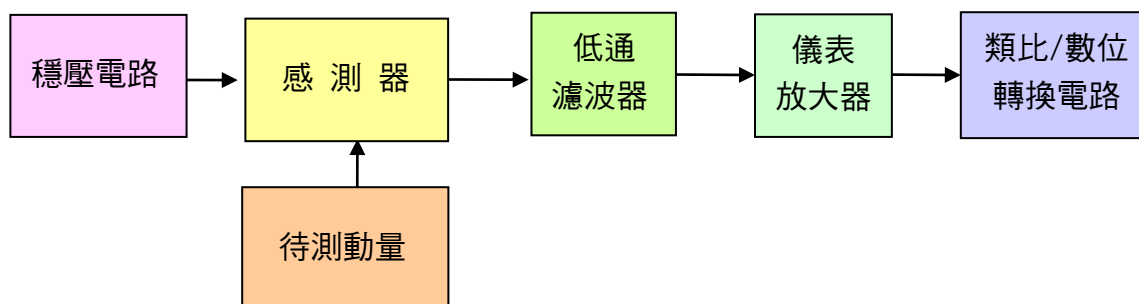 穩壓電路
感 測 器
低通
濾波器
儀表
放大器
類比/數位
轉換電路
待測動量